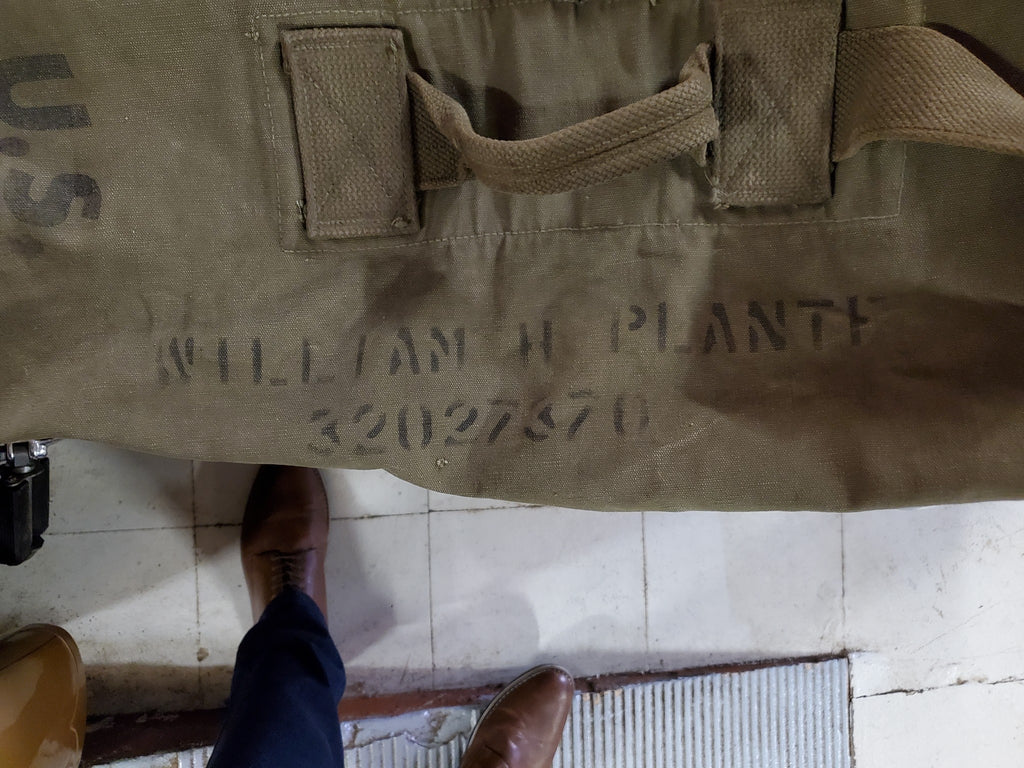 U.S.
WILLIAM H PLANTE
32027370